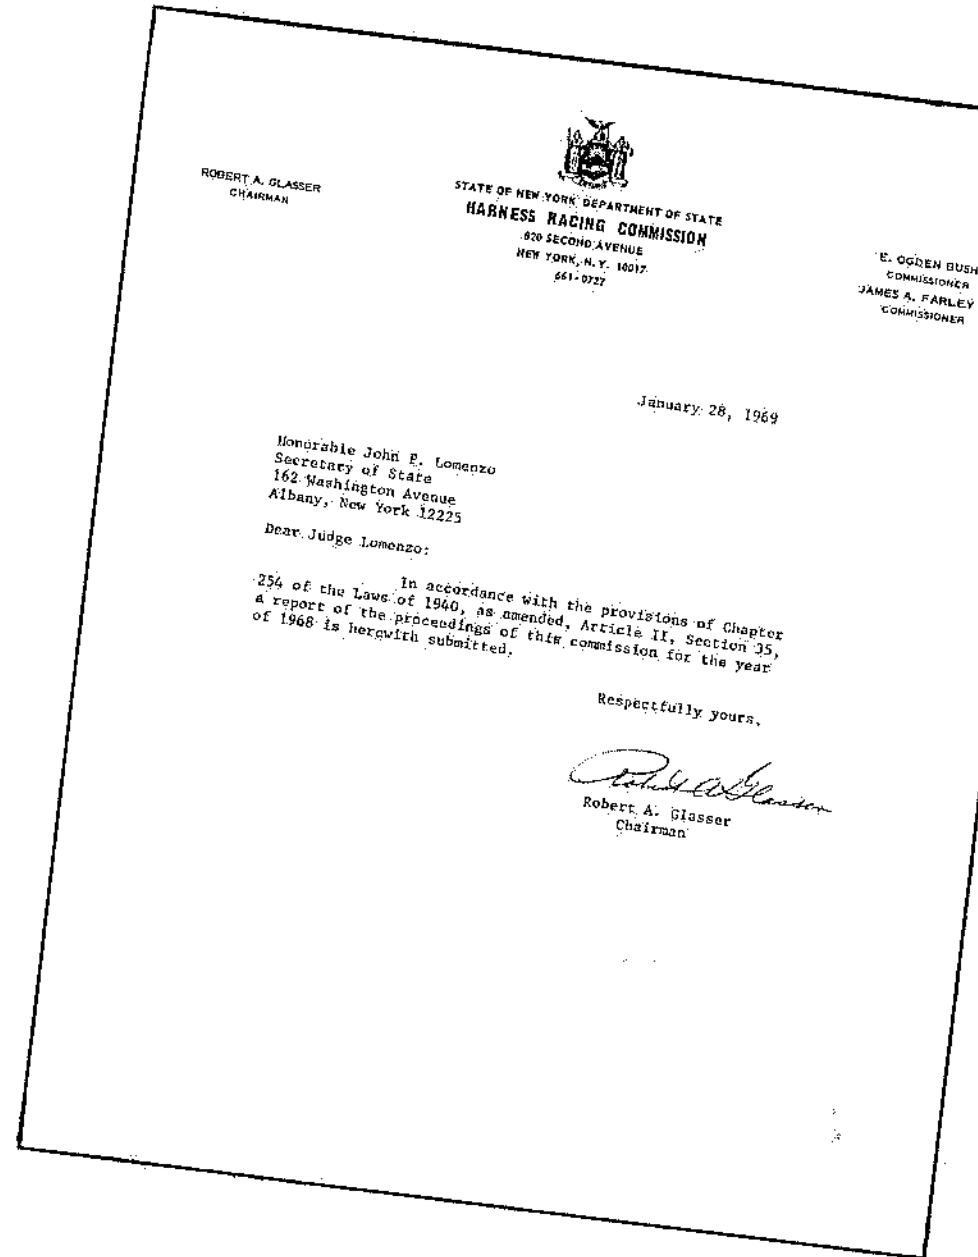 ROBERT A. GLASSER
CHAIRMAN
STATE OF NEW YORK DEPARTMENT OF STATE
HARNESS RACING COMMISSION
820 SECOND AVENUE
NEW YORK, N.Y. 10017
661-0727
E. OGDEN BUSH
COMMISSIONER
JAMES A. FARLEY
COMMISSIONER
January 28, 1969
Honorable John P. Lomenzo
Secretary of State
162 Washington Avenue
Albany, New York 12225
Dear Judge Lomenzo:
In accordance with the provisions of Chapter
254 of the Laws of 1940, as amended, Article II, Section 35,
a report of the proceedings of this commission for the year
of 1968 is herewith submitted.
Respectfully yours,
Robert A Glasser
Robert A. Glasser
Chairman